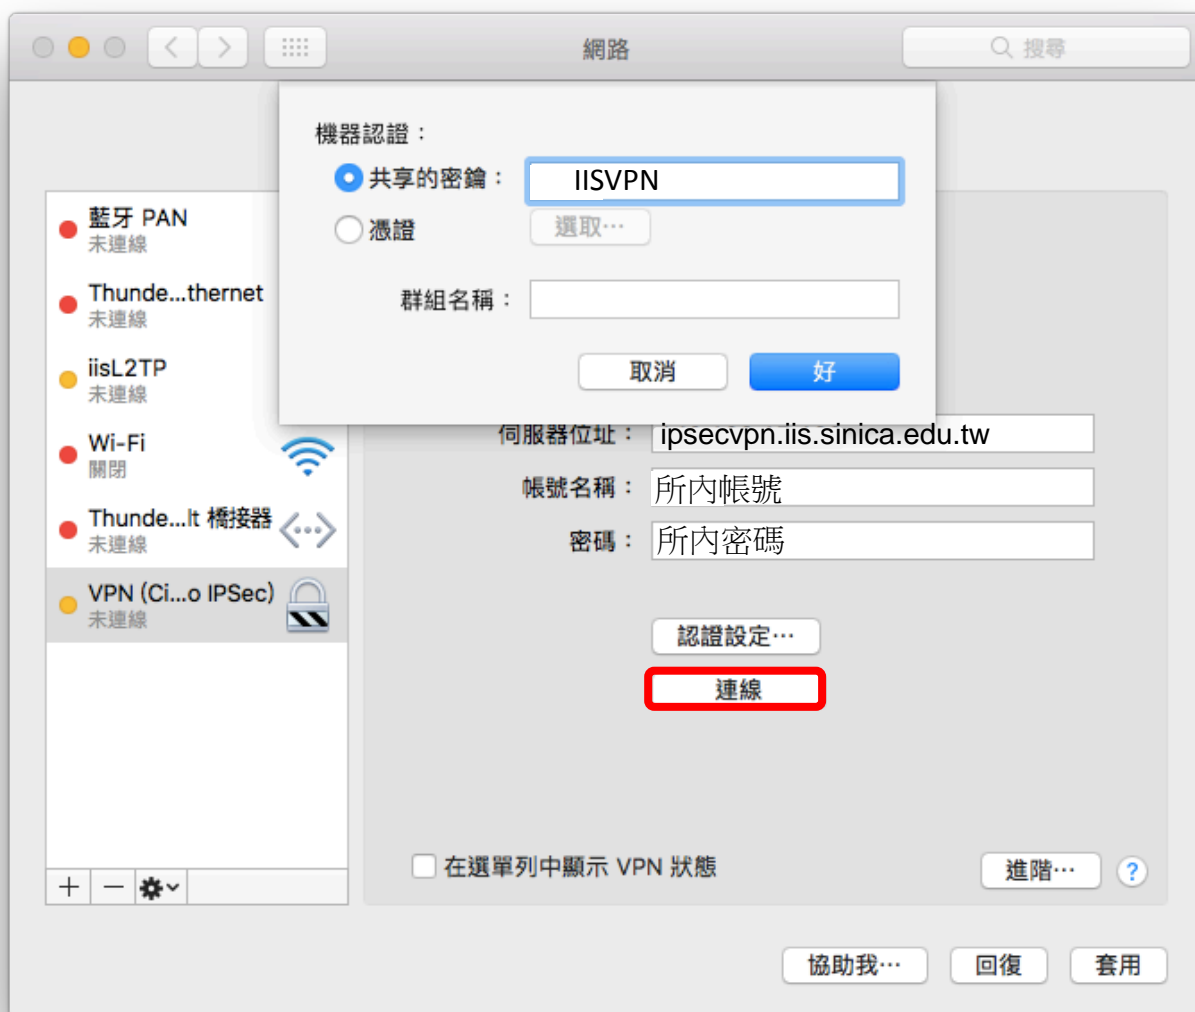 網路
搜尋
機器認證：
共享的密鑰：
IISVPN
憑證
選取…
群組名稱：
取消
好
藍牙 PAN
未連線
Thunde...thernet
未連線
iisL2TP
未連線
Wi-Fi
關閉
Thunde...lt 橋接器
未連線
VPN (Ci...o IPSec)
未連線
伺服器位址：
ipsecvpn.iis.sinica.edu.tw
帳號名稱：
所內帳號
密碼：
所內密碼
認證設定…
連線
在選單列中顯示 VPN 狀態
進階…
?
協助我…
回復
套用